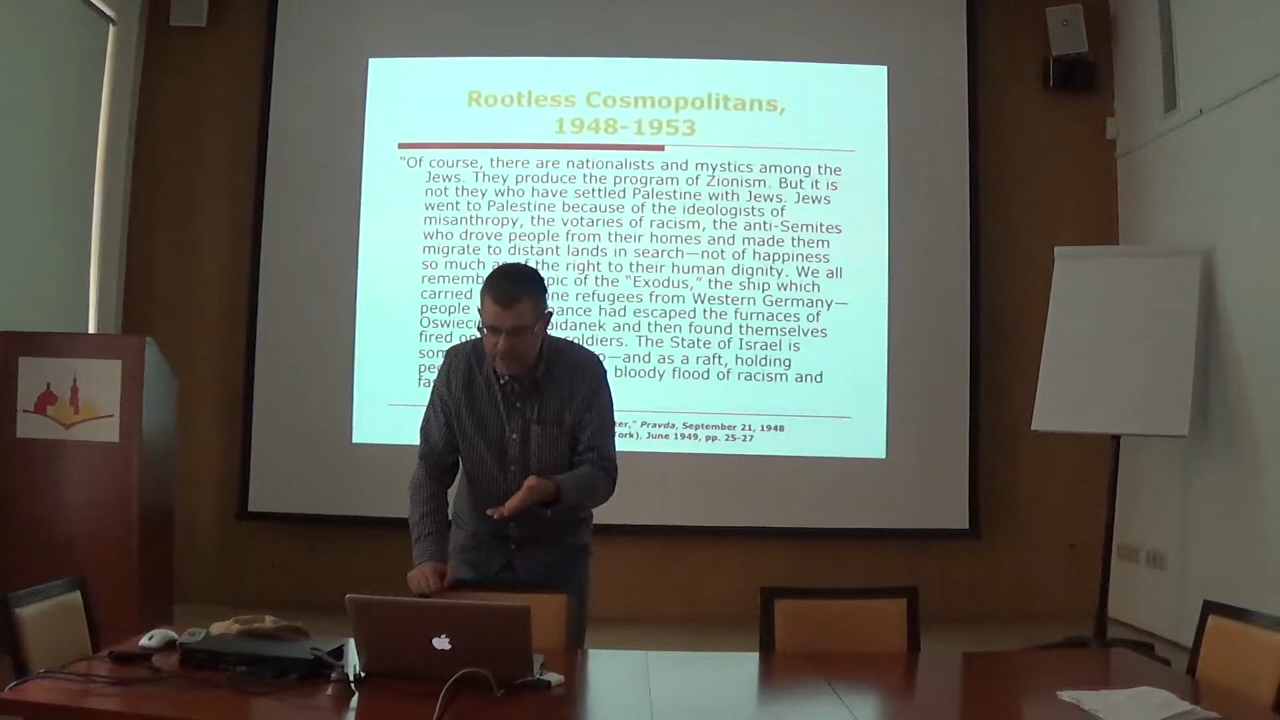 Rootless Cosmopolitans,
1948-1953
“Of course, there are nationalists and mystics among the
Jews. They produce the program of Zionism. But it is
not they who have settled Palestine with Jews. Jews
went to Palestine because of the ideologists of
misanthropy, the votaries of racism, the anti-Semites
who drove people from their homes and made them
migrate to distant lands in search—not of happiness
so much as of the right to their human dignity. We all
of the “Exodus,” the ship which
carried refugees from Western Germany—
people had escaped the furnaces of
and then found themselves
fired soldiers. The State of Israel is
—and as a raft, holding
bloody flood of racism and
Pravda, September 21, 1948
June 1949, pp. 25-27